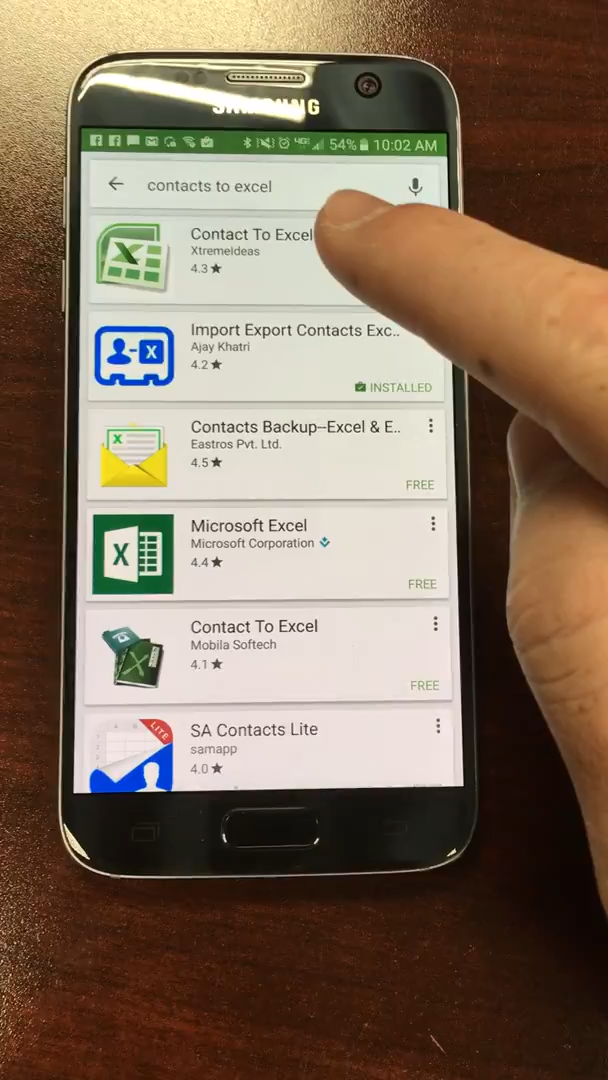 SAMSUNG
54% 10:02 AM
contacts to excel
Contact To Excel
XtremeIdeas
4.3★
Import Export Contacts Exc..
Ajay Khatri
4.2★
INSTALLED
Contacts Backup--Excel & E..
Eastros Pvt. Ltd.
4.5★
FREE
Microsoft Excel
Microsoft Corporation
4.4★
FREE
Contact To Excel
Mobila Softech
4.1★
FREE
LITE
SA Contacts Lite
samapp
4.0★